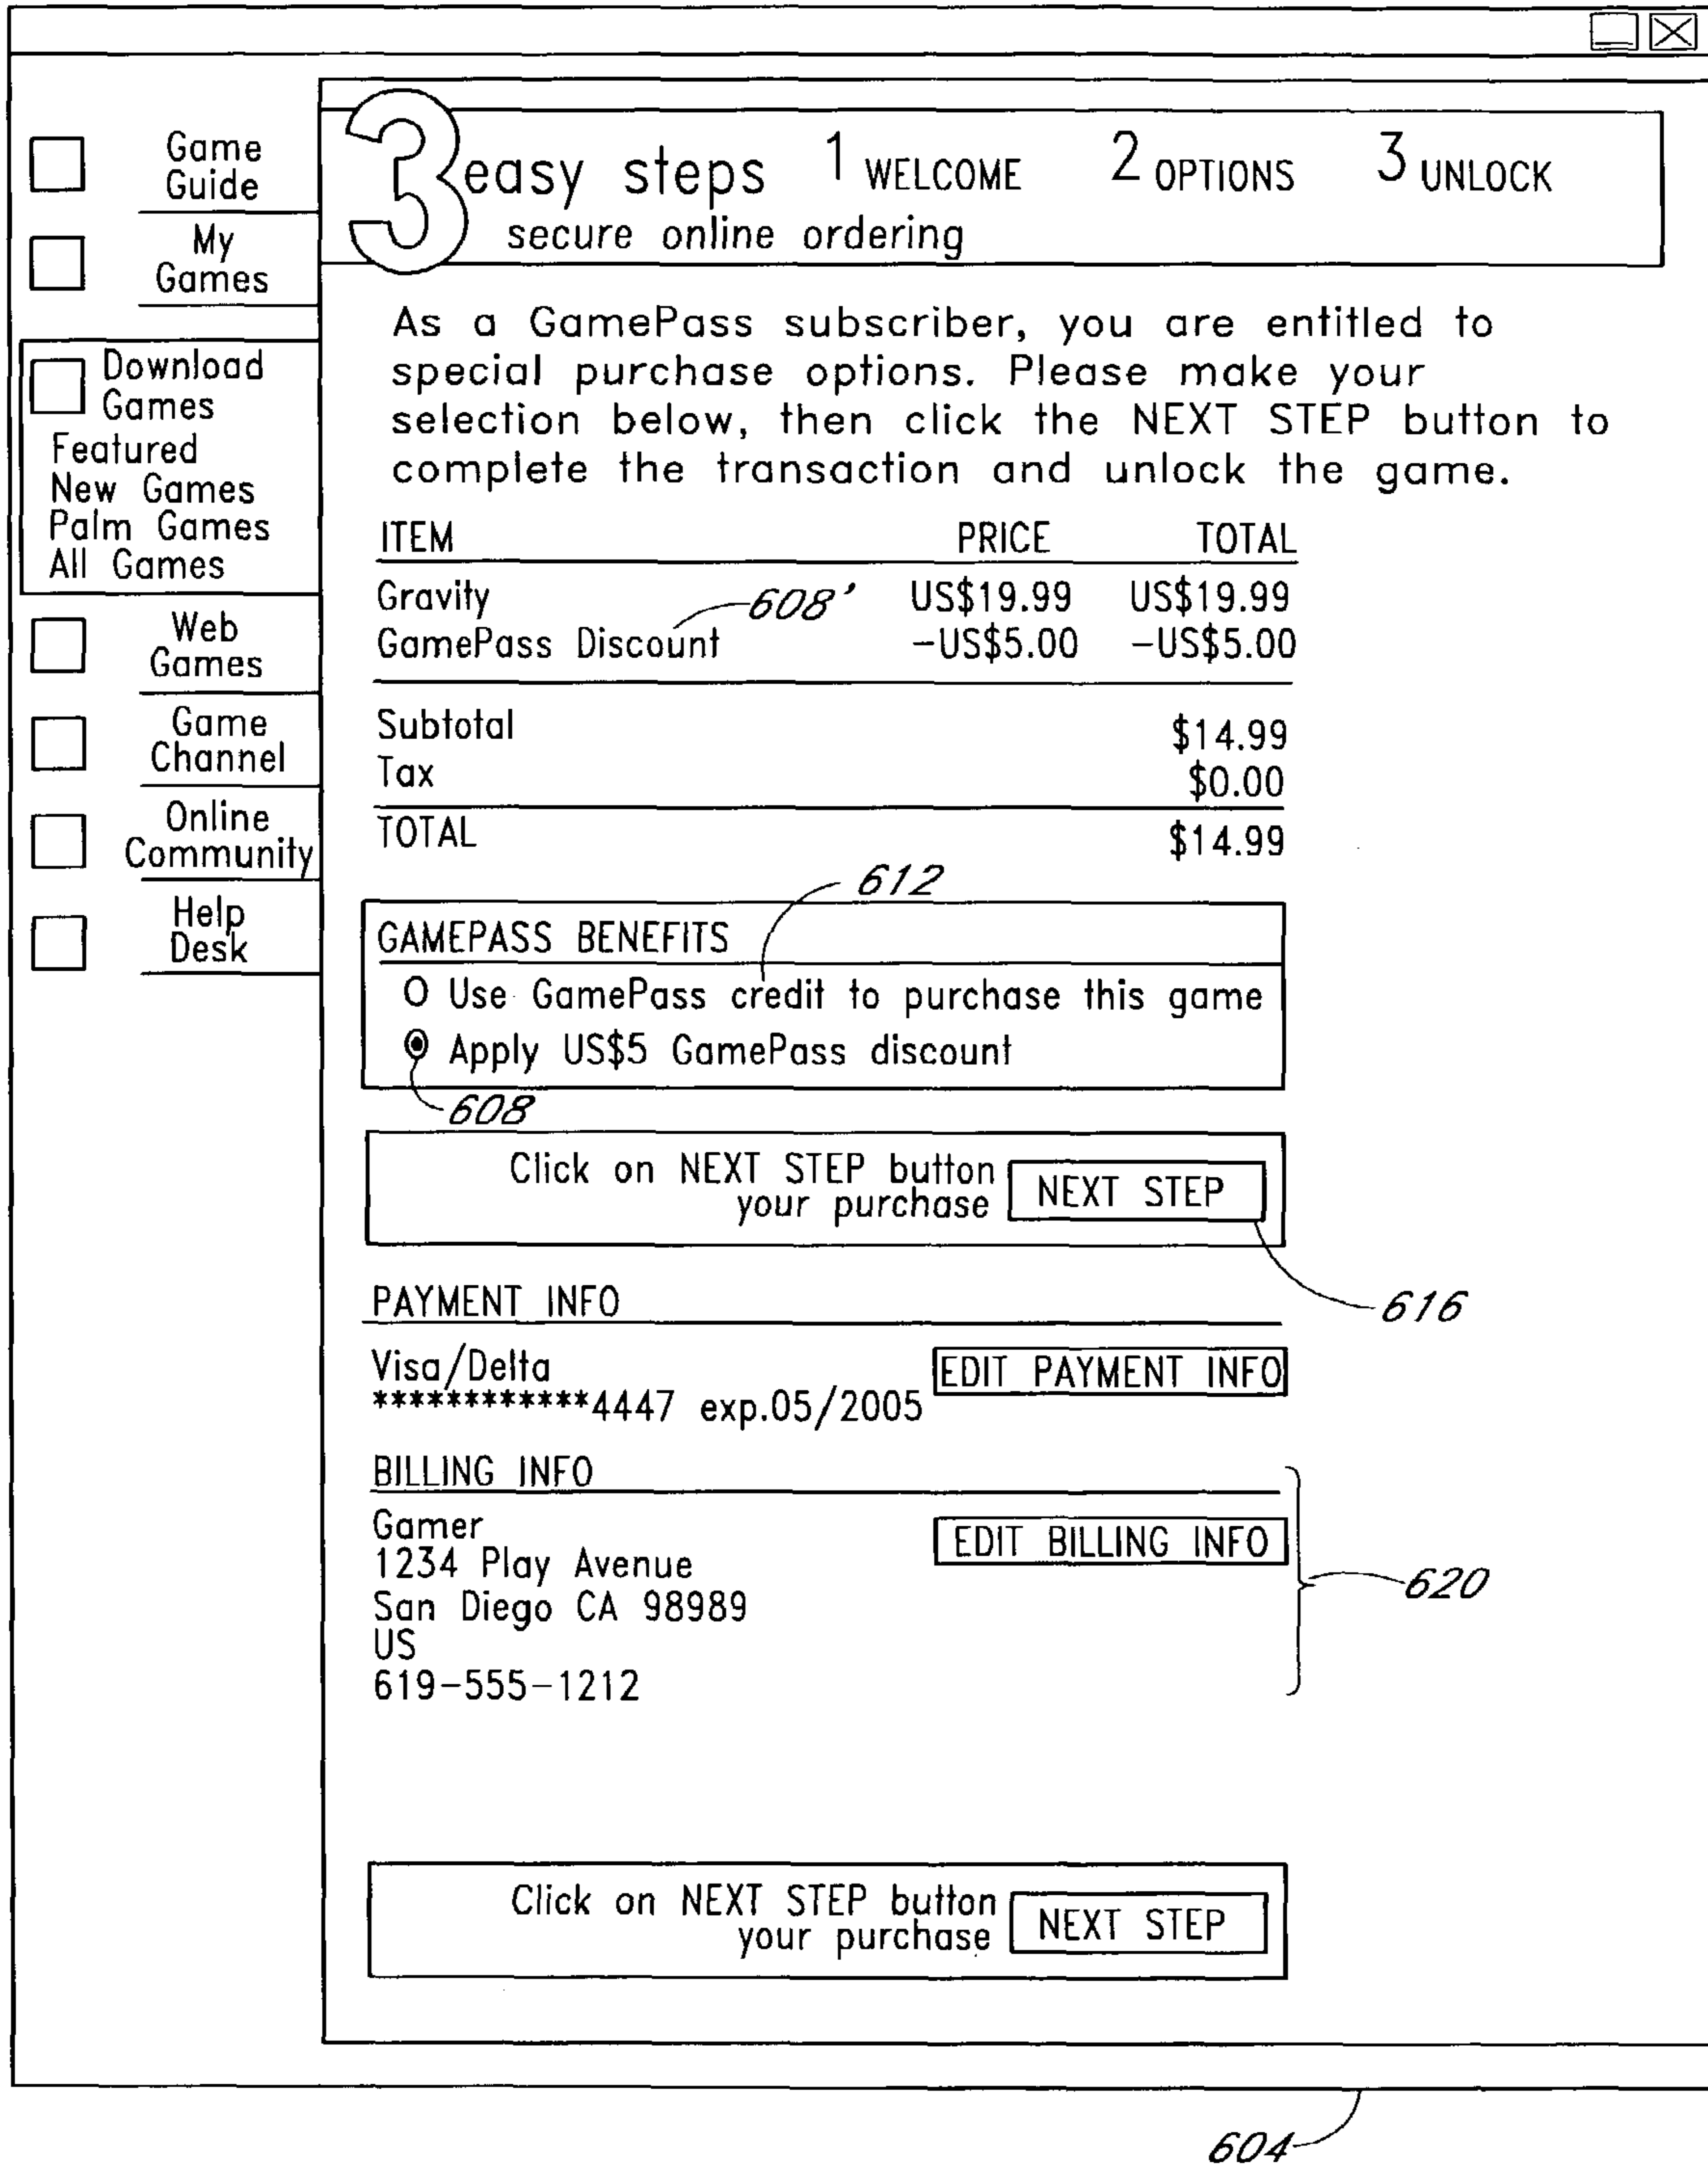 3 easy steps 1 WELCOME 2 OPTIONS 3 UNLOCK
secure online ordering
Game
Guide
My
Games
Download
Games
Featured
New Games
Palm Games
All Games
Web
Games
Game
Channel
Online
Community
Help
Desk
As a GamePass subscriber, you are entitled to
special purchase options. Please make your
selection below, then click the NEXT STEP button to
complete the transaction and unlock the game.
ITEM PRICE TOTAL
Gravity 608' US$19.99 US$19.99
GamePass Discount -US$5.00 -US$5.00
Subtotal $14.99
Tax $0.00
TOTAL $14.99
612
GAMEPASS BENEFITS
Use GamePass credit to purchase this game
Apply US$5 GamePass discount
608
Click on NEXT STEP button
your purchase
NEXT STEP
616
PAYMENT INFO
Visa/Delta EDIT PAYMENT INFO
************4447 exp.05/2005
BILLING INFO
Gamer EDIT BILLING INFO
1234 Play Avenue
620
San Diego CA 98989
US
619-555-1212
Click on NEXT STEP button
your purchase
NEXT STEP
604